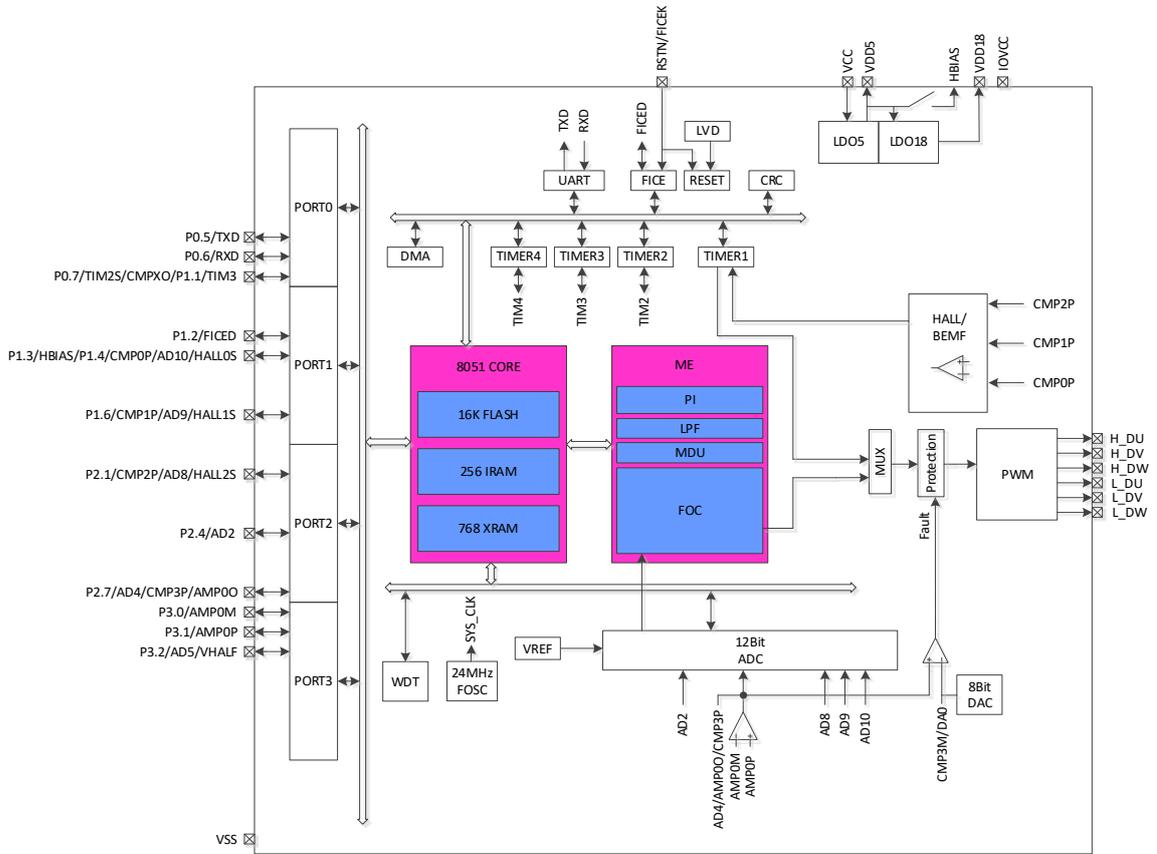 RSTN/FICEK
VCC
VDD5
HBIAS
VDD18
IOVCC
TXD
RXD
FICED
LVD
LDO5
LDO18
UART
FICE
RESET
CRC
PORT0
P0.5/TXD
P0.6/RXD
P0.7/TIM2S/CMPXO/P1.1/TIM3
DMA
TIMER4
TIMER3
TIMER2
TIMER1
TIM4
TIM3
TIM2
HALL/
BEMF
CMP2P
CMP1P
CMP0P
P1.2/FICED
P1.3/HBIAS/P1.4/CMP0P/AD10/HALL0S
PORT1
P1.6/CMP1P/AD9/HALL1S
8051 CORE
16K FLASH
256 IRAM
768 XRAM
ME
PI
LPF
MDU
FOC
MUX
Protection
PWM
H_DU
H_DV
H_DW
L_DU
L_DV
L_DW
Fault
P2.1/CMP2P/AD8/HALL2S
PORT2
P2.4/AD2
P2.7/AD4/CMP3P/AMP0O
P3.0/AMP0M
P3.1/AMP0P
P3.2/AD5/VHALF
PORT3
WDT
SYS_CLK
24MHz
FOSC
VREF
12Bit
ADC
AD2
AD4/AMP0O/CMP3P
AMP0M
AMP0P
AD8
AD9
AD10
CMP3M/DA0
8Bit
DAC
VSS